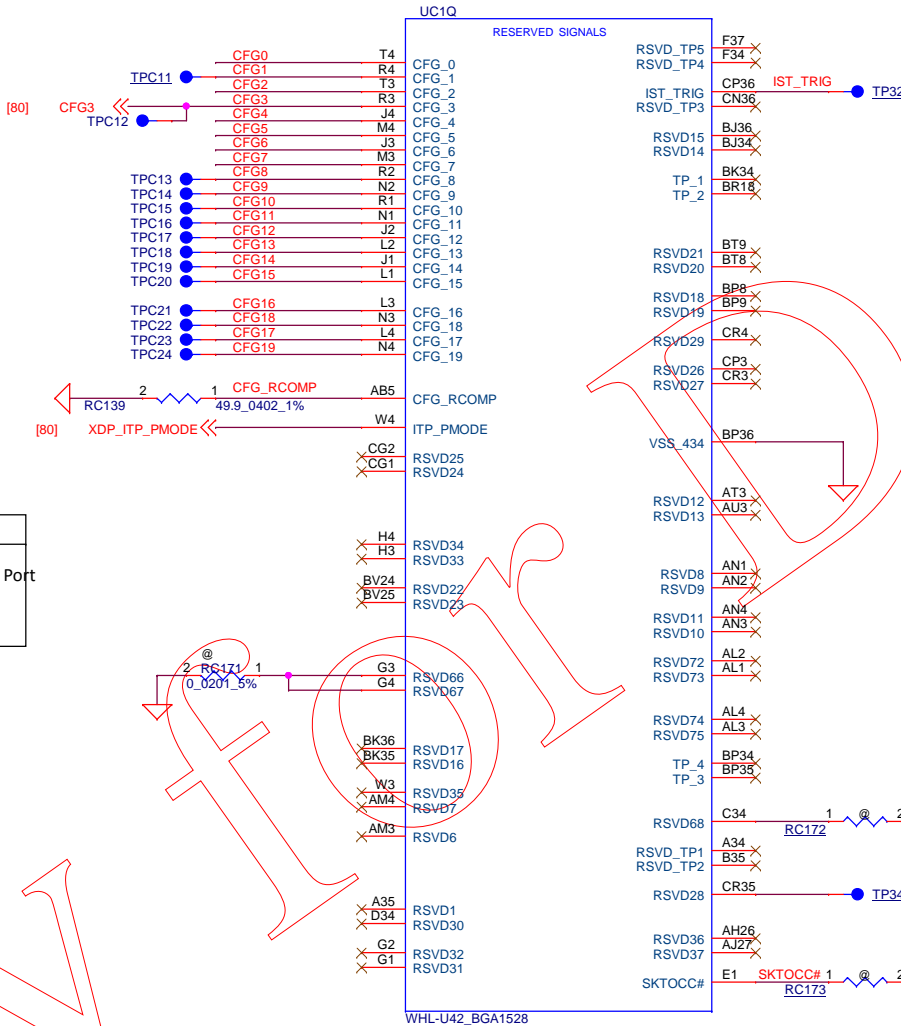 UC1Q
RESERVED SIGNALS
CFG0 T4 CFG_0
TPC11 CFG1 R4 CFG_1
CFG2 T3 CFG_2
[80] CFG3 CFG3 R3 CFG_3
TPC12
CFG4 J4 CFG_4
CFG5 M4 CFG_5
CFG6 J3 CFG_6
CFG7 M3 CFG_7
TPC13 CFG8 R2 CFG_8
TPC14 CFG9 N2 CFG_9
TPC15 CFG10 R1 CFG_10
TPC16 CFG11 N1 CFG_11
TPC17 CFG12 J2 CFG_12
TPC18 CFG13 L2 CFG_13
TPC19 CFG14 J1 CFG_14
TPC20 CFG15 L1 CFG_15
TPC21 CFG16 L3 CFG_16
TPC22 CFG18 N3 CFG_18
TPC23 CFG17 L4 CFG_17
TPC24 CFG19 N4 CFG_19
2 1 CFG_RCOMP AB5 CFG_RCOMP
RC139 49.9_0402_1%
[80] XDP_ITP_PMODE W4 ITP_PMODE
CG2 RSVD25
CG1 RSVD24
Port
H4 RSVD34
H3 RSVD33
BV24 RSVD22
BV25 RSVD23
@
2 RC171 1 G3 RSVD66
0_0201_5% G4 RSVD67
BK36 RSVD17
BK35 RSVD16
W3 RSVD35
AM4 RSVD7
AM3 RSVD6
A35 RSVD1
D34 RSVD30
G2 RSVD32
G1 RSVD31
RSVD_TP5 F37
RSVD_TP4 F34
IST_TRIG CP36 IST_TRIG TP32
RSVD_TP3 CN36
RSVD15 BJ36
RSVD14 BJ34
TP_1 BK34
TP_2 BR18
RSVD21 BT9
RSVD20 BT8
RSVD18 BP8
RSVD19 BP9
RSVD29 CR4
RSVD26 CP3
RSVD27 CR3
VSS_434 BP36
RSVD12 AT3
RSVD13 AU3
RSVD8 AN1
RSVD9 AN2
RSVD11 AN4
RSVD10 AN3
RSVD72 AL2
RSVD73 AL1
RSVD74 AL4
RSVD75 AL3
TP_4 BP34
TP_3 BP35
RSVD68 C34 1 @ 2
RC172
RSVD_TP1 A34
RSVD_TP2 B35
RSVD28 CR35 TP34
RSVD36 AH26
RSVD37 AJ27
SKTOCC# E1 SKTOCC# 1 @ 2
RC173
WHL-U42_BGA1528
for